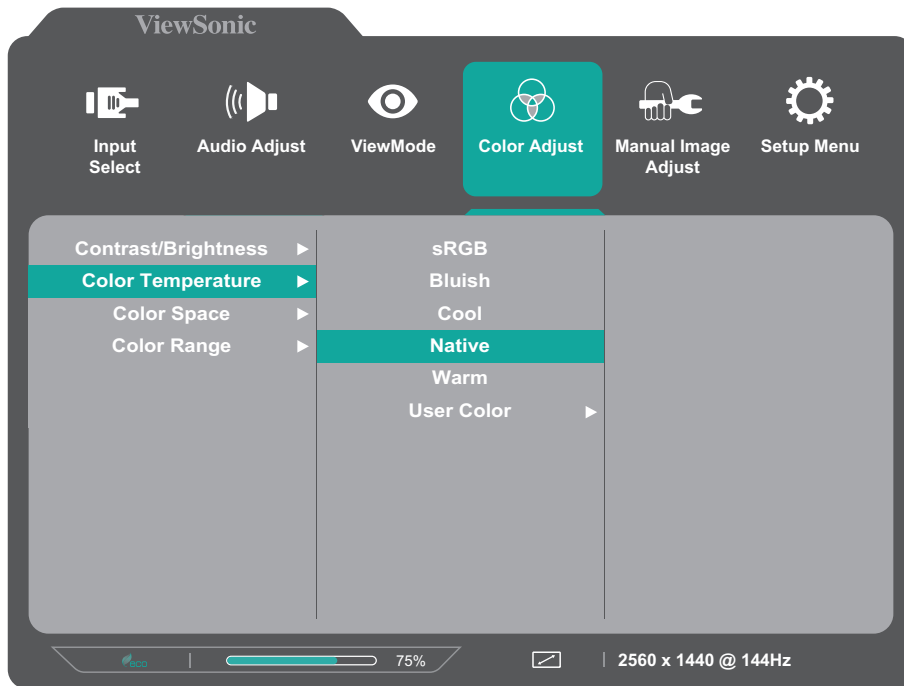 ViewSonic
Input
Select
Audio Adjust
ViewMode
Color Adjust
Manual Image
Adjust
Setup Menu
Contrast/Brightness
Color Temperature
Color Space
Color Range
sRGB
Bluish
Cool
Native
Warm
User Color
eco
75%
2560 x 1440 @ 144Hz